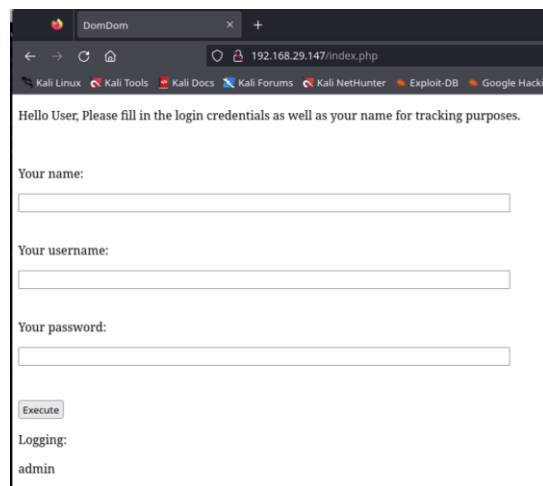 DomDom
192.168.29.147/index.php
Kali Linux Kali Tools Kali Docs Kali Forums Kali NetHunter Exploit-DB Google Hacki
Hello User, Please fill in the login credentials as well as your name for tracking purposes.
Your name:
Your username:
Your password:
Execute
Logging:
admin